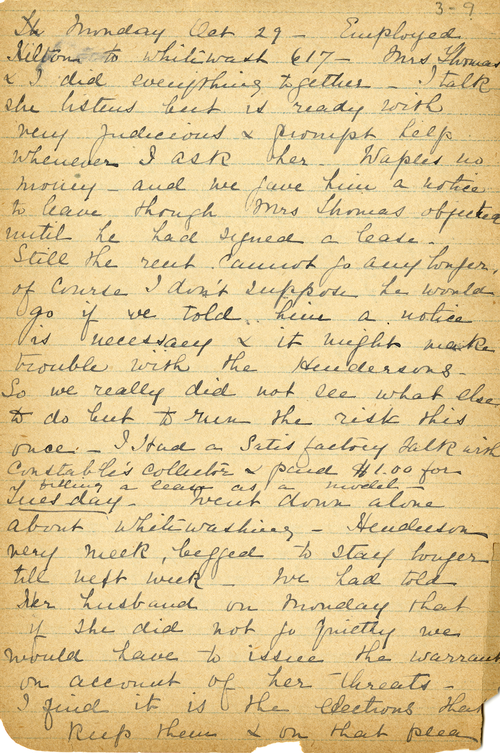 3-9
Monday Oct 29 - Employed
Hilton to whitewash 617 - Mrs Thomas
& I did everything together - I talk
she listens but is ready with
very judicious & prompt help
whenever I ask her - Waples no
money - and we gave him a notice
to leave though Mrs Thomas objected
until he had signed a lease -
Still the rent cannot go any longer,
of course I don't suppose he would
go if we told him a notice
is necessary & it might make
trouble with the Hendersons -
So we really did not see what else
to do but to run the risk this
once - I Had a Satisfactory talk with
Constable's collector & paid $1.00 for
filling a lease as a model -
Tuesday - Went down alone
about whitewashing - Henderson
very meek, begged to stay longer
till next week - We had told
Her husband on Monday that
if she did not go quietly we
would have to issue the warrant
on account of her threats -
I find it is the elections that
keep them & on that plea